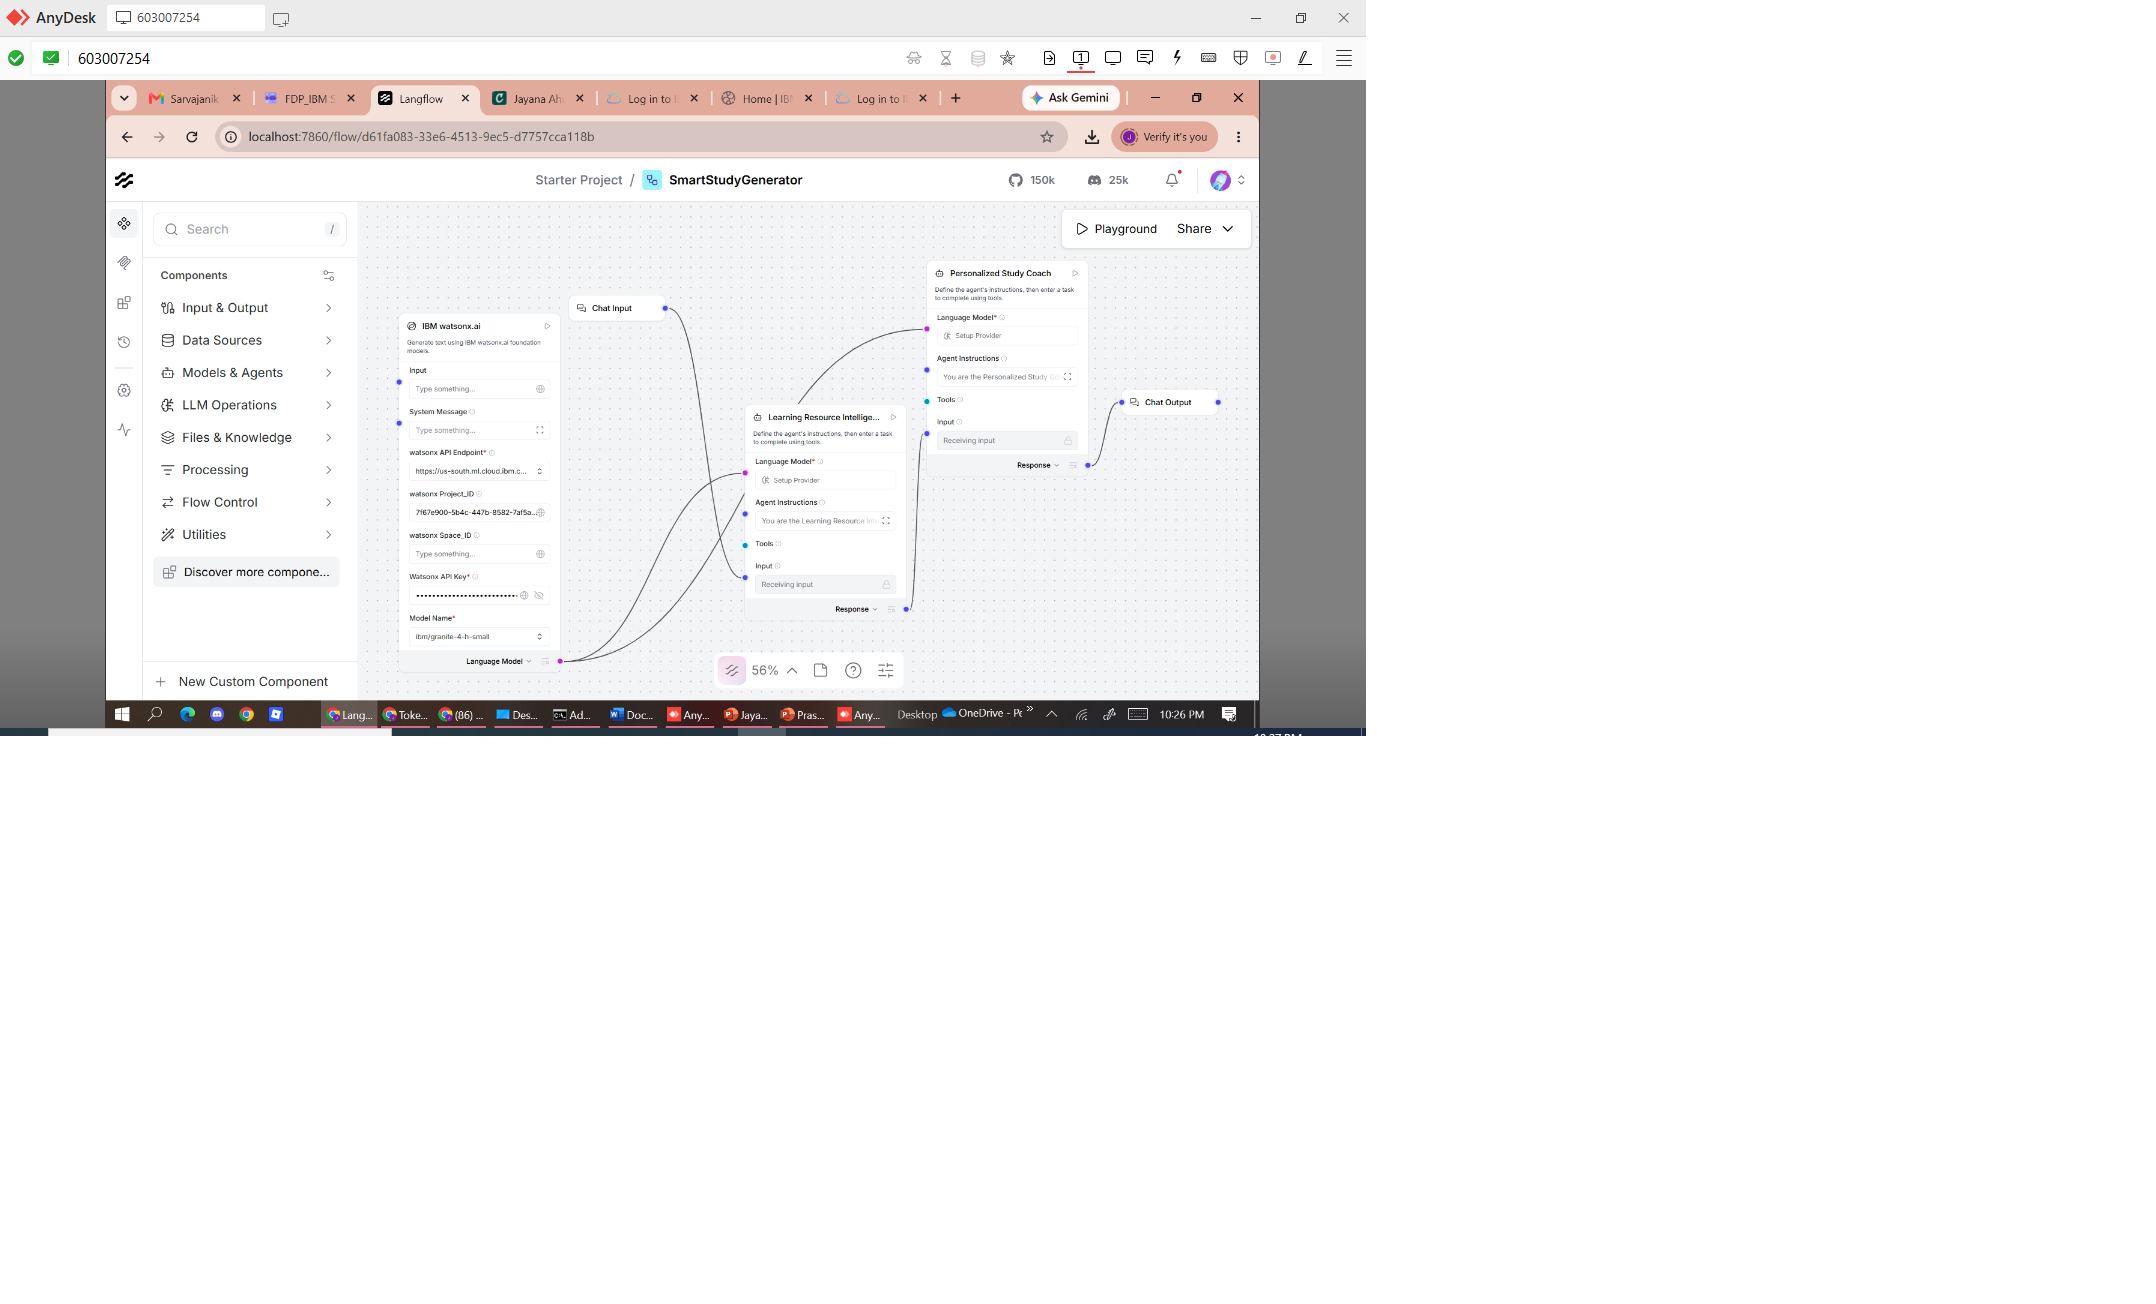 AnyDesk
603007254
603007254
Sarvajanik
FDP_IBM S
Langflow
Jayana Ah
Log in to I
Home | IBM
Log in to I
Ask Gemini
localhost:7860/flow/d61fa083-33e6-4513-9ec5-d7757cca118b
Verify it's you
Starter Project / SmartStudyGenerator
150k
25k
Search /
Playground
Share
Components
Input & Output
Data Sources
Models & Agents
LLM Operations
Files & Knowledge
Processing
Flow Control
Utilities
Discover more compone...
New Custom Component
IBM watsonx.ai
Generate text using IBM watsonx.ai foundation
models.
Input
Type something...
System Message
Type something...
watsonx API Endpoint*
https://us-south.ml.cloud.ibm.c...
watsonx Project_ID
7f67e900-5b4c-447b-8582-7af5a...
watsonx Space_ID
Type something...
Watsonx API Key*
Model Name*
ibm/granite-4-h-small
Language Model
Chat Input
Learning Resource Intellige...
Define the agent's instructions, then enter a task
to complete using tools.
Language Model*
Setup Provider
Agent Instructions
You are the Learning Resource Inte
Tools
Input
Receiving input
Response
Personalized Study Coach
Define the agent's instructions, then enter a task
to complete using tools.
Language Model*
Setup Provider
Agent Instructions
You are the Personalized Study Co
Tools
Input
Receiving input
Response
Chat Output
56%
Lang...
Toke...
(86) ...
Des...
Ad...
Doc...
Any...
Jaya...
Pras...
Any...
Desktop
OneDrive - Pe
10:26 PM